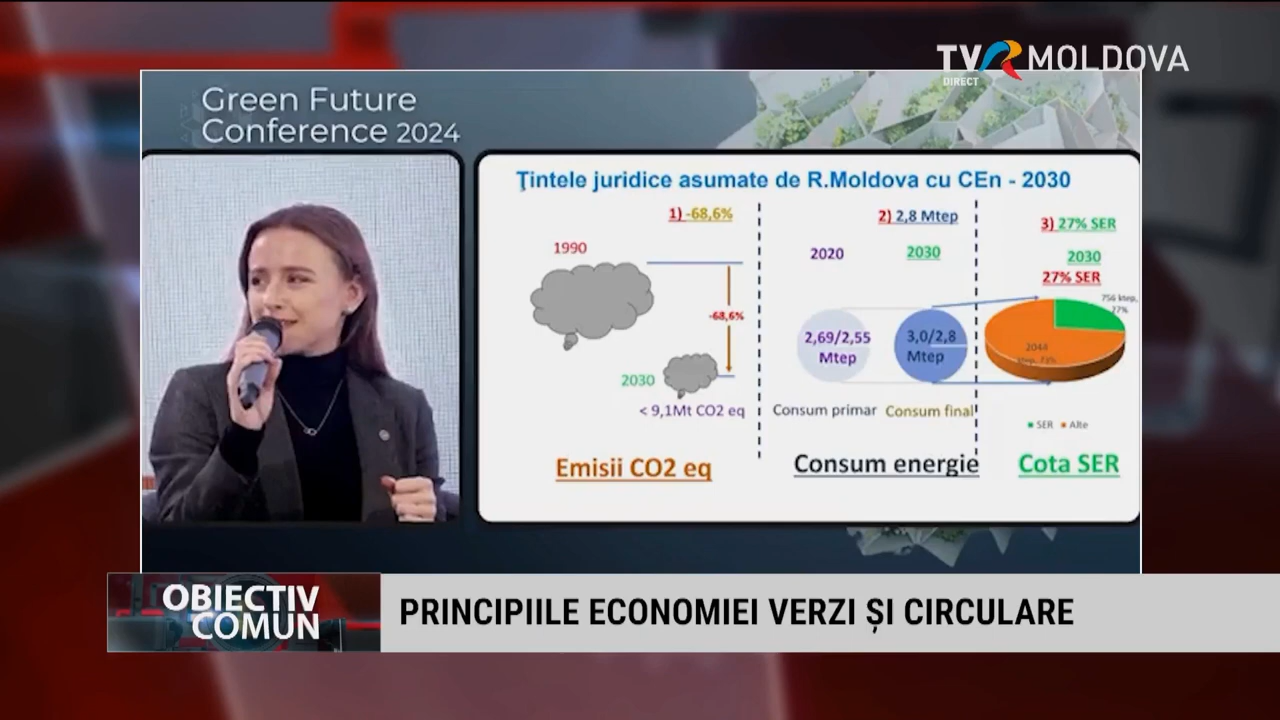 TVR MOLDOVA
DIRECT
Green Future
Conference 2024
Ţintele juridice asumate de R.Moldova cu CEn - 2030
1) -68,6%
1990
-68,6%
2030
< 9,1Mt CO2 eq
Emisii CO2 eq
2) 2,8 Mtep
2020
2030
2,69/2,55
Mtep
3,0/2,8
Mtep
Consum primar
Consum final
Consum energie
3) 27% SER
2030
27% SER
756 ktep,
27%
2044
ktep, 73%
SER
Alte
Cota SER
OBIECTIV
COMUN
PRINCIPIILE ECONOMIEI VERZI ȘI CIRCULARE